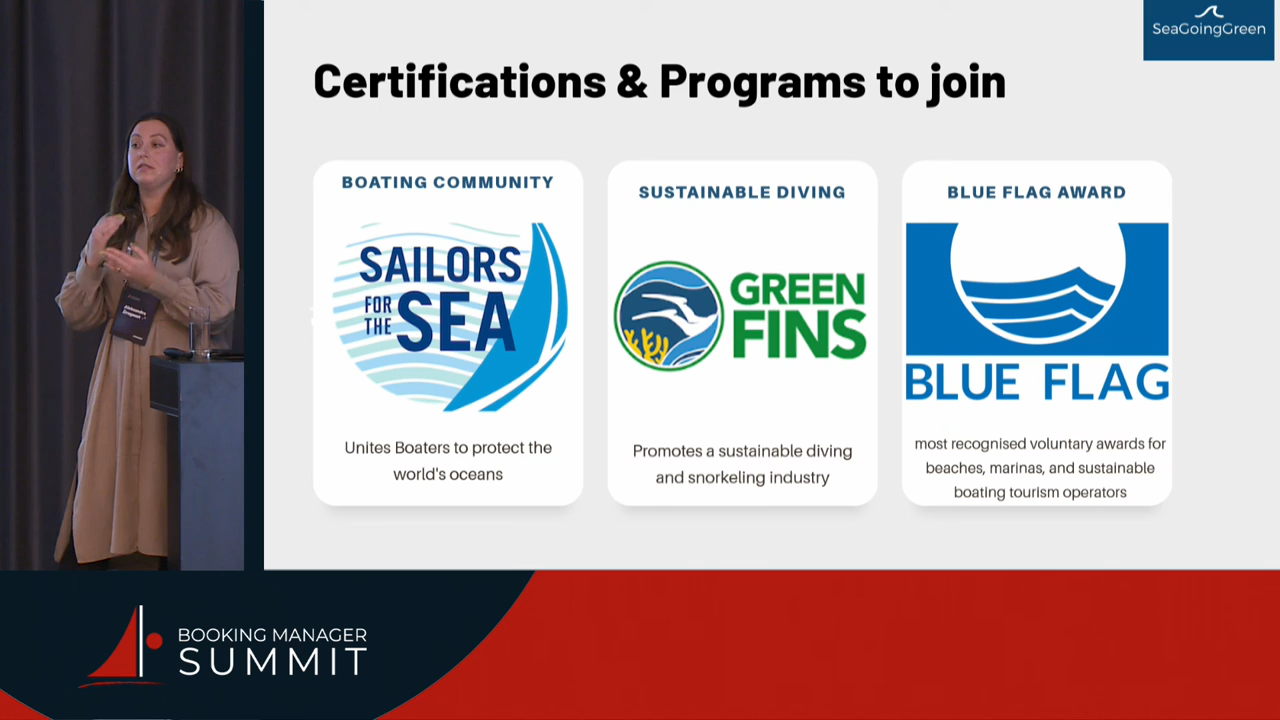 SeaGoingGreen
Certifications & Programs to join
BOATING COMMUNITY
SAILORS
FOR
THE
SEA
Unites Boaters to protect the
world's oceans
SUSTAINABLE DIVING
GREEN
FINS
Promotes a sustainable diving
and snorkeling industry
BLUE FLAG AWARD
BLUE FLAG
most recognised voluntary awards for
beaches, marinas, and sustainable
boating tourism operators
BOOKING MANAGER
SUMMIT